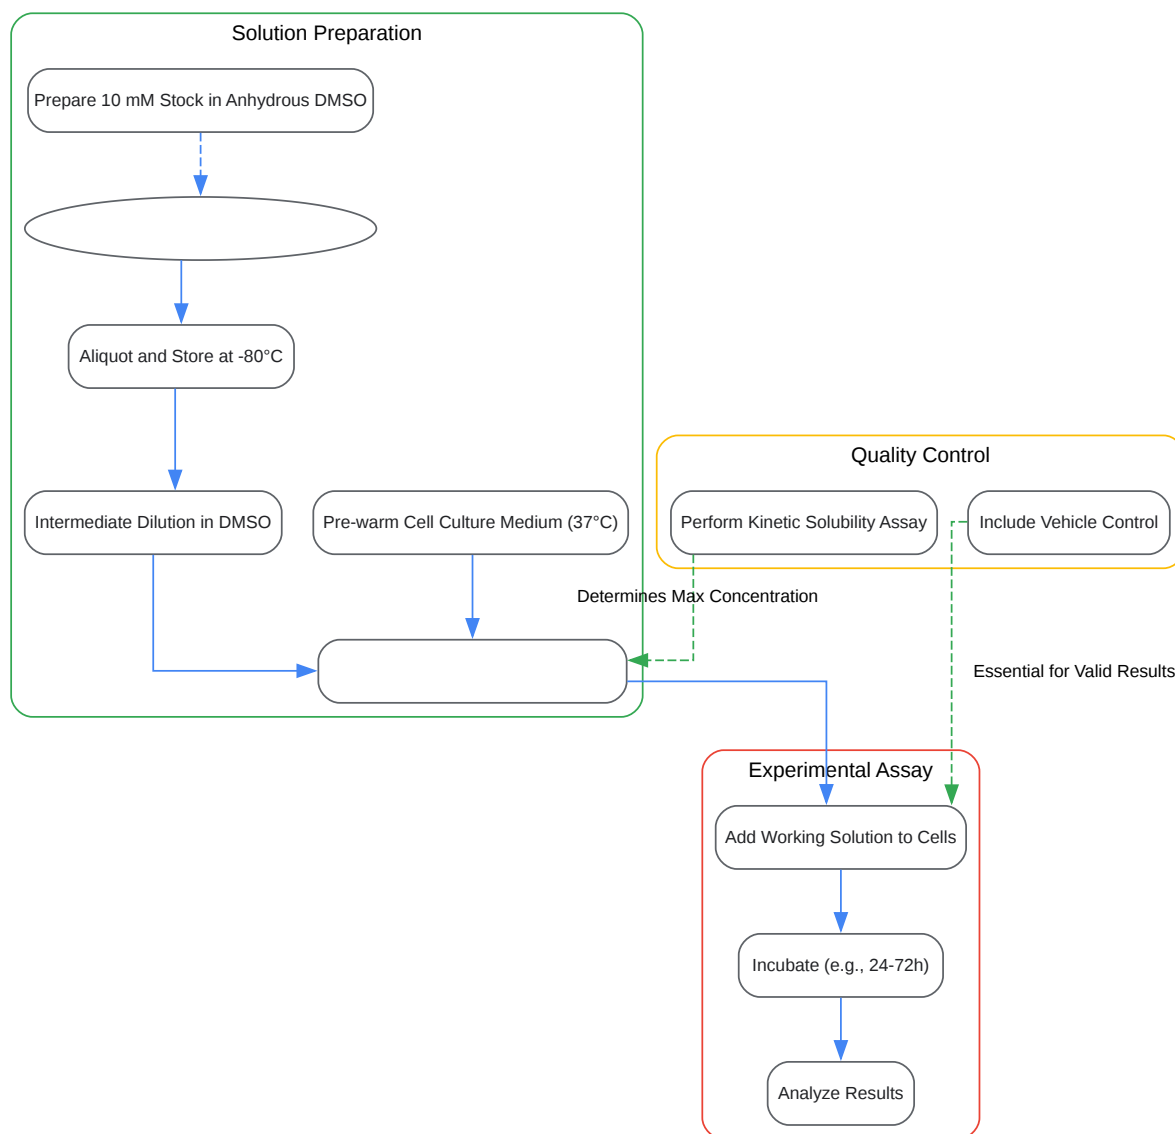 Solution Preparation
Prepare 10 mM Stock in Anhydrous DMSO
Aliquot and Store at -80°C
Quality Control
Intermediate Dilution in DMSO
Pre-warm Cell Culture Medium (37°C)
Perform Kinetic Solubility Assay
Include Vehicle Control
Determines Max Concentration
Essential for Valid Results
Experimental Assay
Add Working Solution to Cells
Incubate (e.g., 24-72h)
Analyze Results